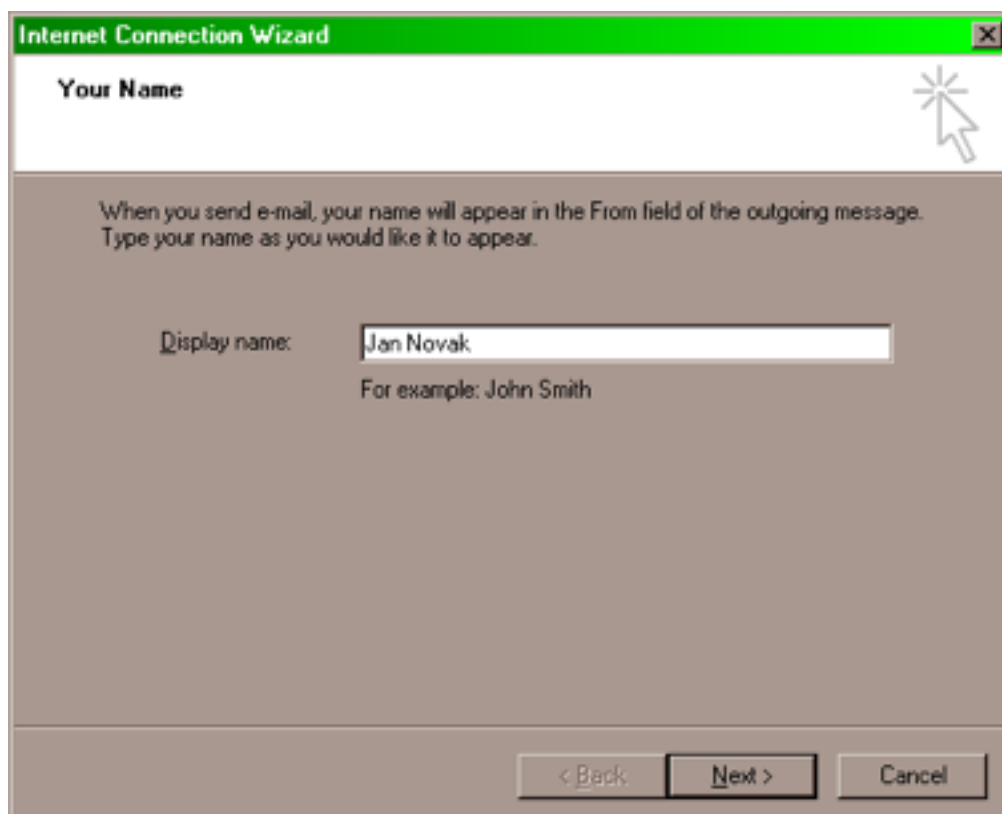 Internet Connection Wizard
Your Name
When you send e-mail, your name will appear in the From field of the outgoing message.
Type your name as you would like it to appear.
Display name:
Jan Novak
For example: John Smith
< Back
Next >
Cancel